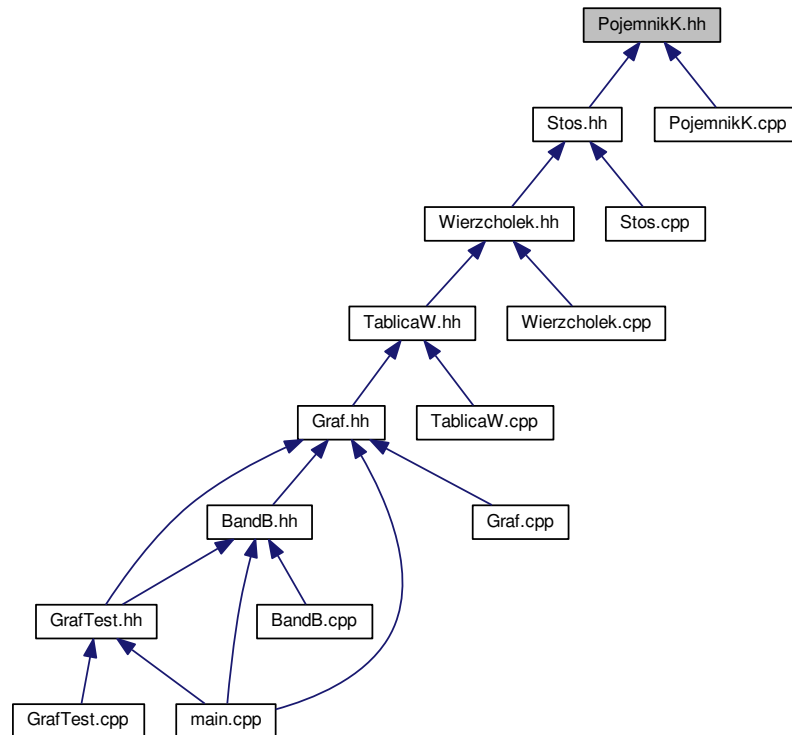 PojemnikK.hh
Stos.hh
PojemnikK.cpp
Wierzcholek.hh
Stos.cpp
TablicaW.hh
Wierzcholek.cpp
Graf.hh
TablicaW.cpp
BandB.hh
Graf.cpp
GrafTest.hh
BandB.cpp
GrafTest.cpp
main.cpp